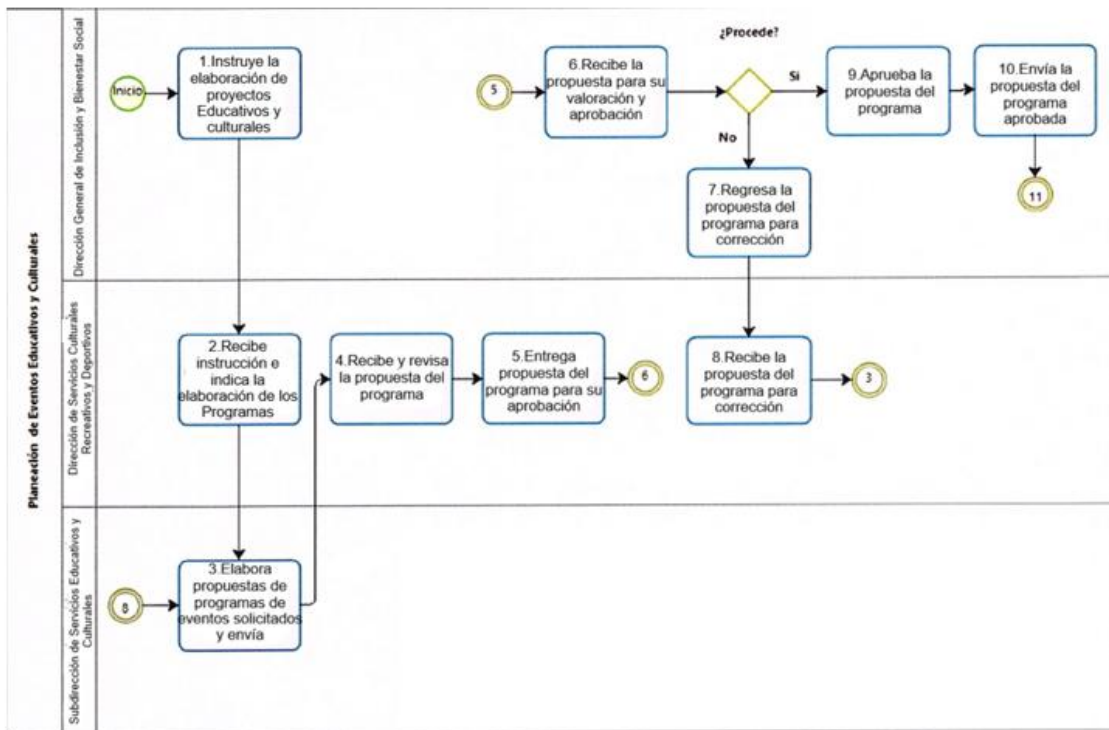 Planeación de Eventos Educativos y Culturales
Dirección General de Inclusión y Bienestar Social
Inicio
1.Instruye la
elaboración de
proyectos
Educativos y
culturales
5
6.Recibe la
propuesta para su
valoración y
aprobación
¿Procede?
Si
No
9.Aprueba la
propuesta del
programa
10.Envía la
propuesta del
programa
aprobada
11
7.Regresa la
propuesta del
programa para
corrección
Dirección de Servicios Culturales
Recreativos y Deportivos
2.Recibe
instrucción e
indica la
elaboración de los
Programas
4.Recibe y revisa
la propuesta del
programa
5.Entrega
propuesta del
programa para su
aprobación
6
8.Recibe la
propuesta del
programa para
corrección
3
Subdirección de Servicios Educativos y
Culturales
8
3.Elabora
propuestas de
programas de
eventos solicitados
y envía